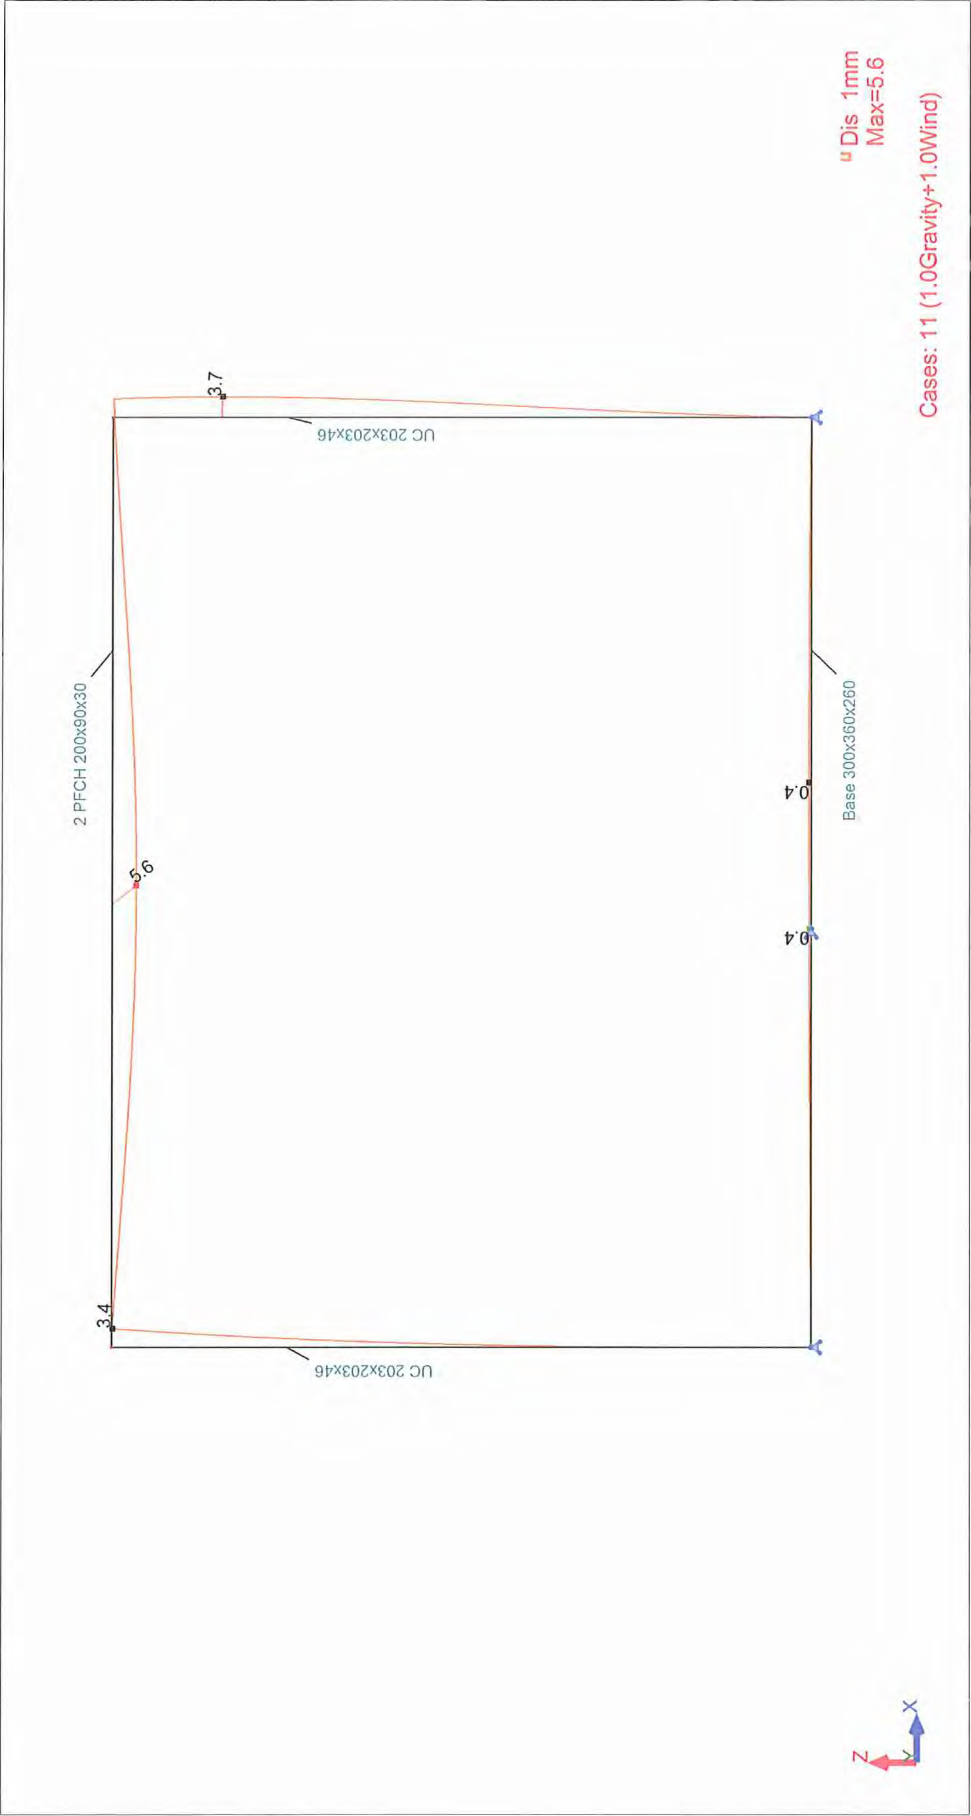 2 PFCH 200x90x30
3.4
5.6
3.7
UC 203x203x46
UC 203x203x46
0.4
0.4
Base 300x360x260
Z
Y
X
Dis 1mm
Max=5.6
Cases: 11 (1.0Gravity+1.0Wind)